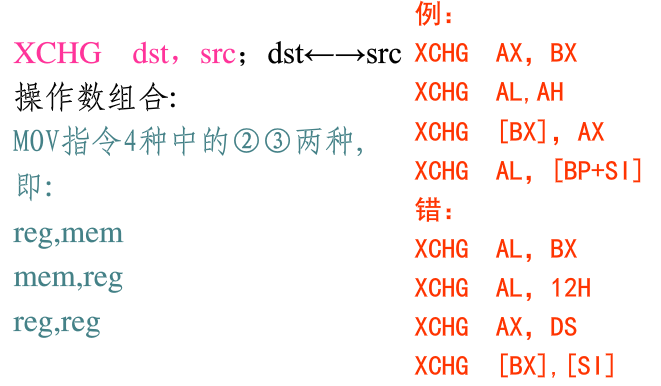 XCHG dst，src；dst←→src
操作数组合:
MOV指令4种中的②③两种,
即:
reg,mem
mem,reg
reg,reg
例:
XCHG AX, BX
XCHG AL,AH
XCHG [BX], AX
XCHG AL, [BP+SI]
错:
XCHG AL, BX
XCHG AL, 12H
XCHG AX, DS
XCHG [BX],[SI]